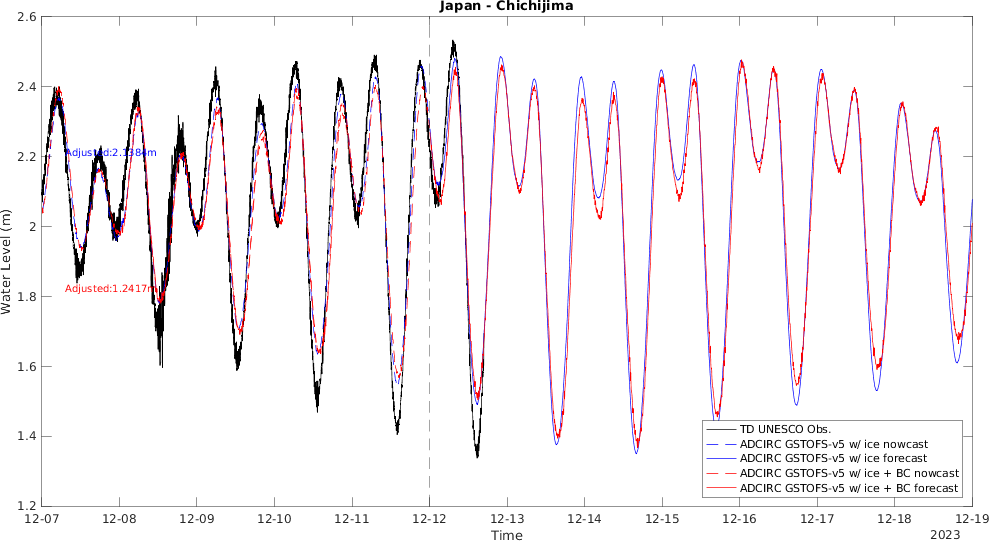 Japan - Chichijima
2.6
2.4
2.2
2
1.8
1.6
1.4
1.2
Water Level (m)
Adjusted:2.1384m
Adjusted:1.2417m
TD UNESCO Obs.
ADCIRC GSTOFS-v5 w/ ice nowcast
ADCIRC GSTOFS-v5 w/ ice forecast
ADCIRC GSTOFS-v5 w/ ice + BC nowcast
ADCIRC GSTOFS-v5 w/ ice + BC forecast
12-07 12-08 12-09 12-10 12-11 12-12 12-13 12-14 12-15 12-16 12-17 12-18 12-19
Time
2023